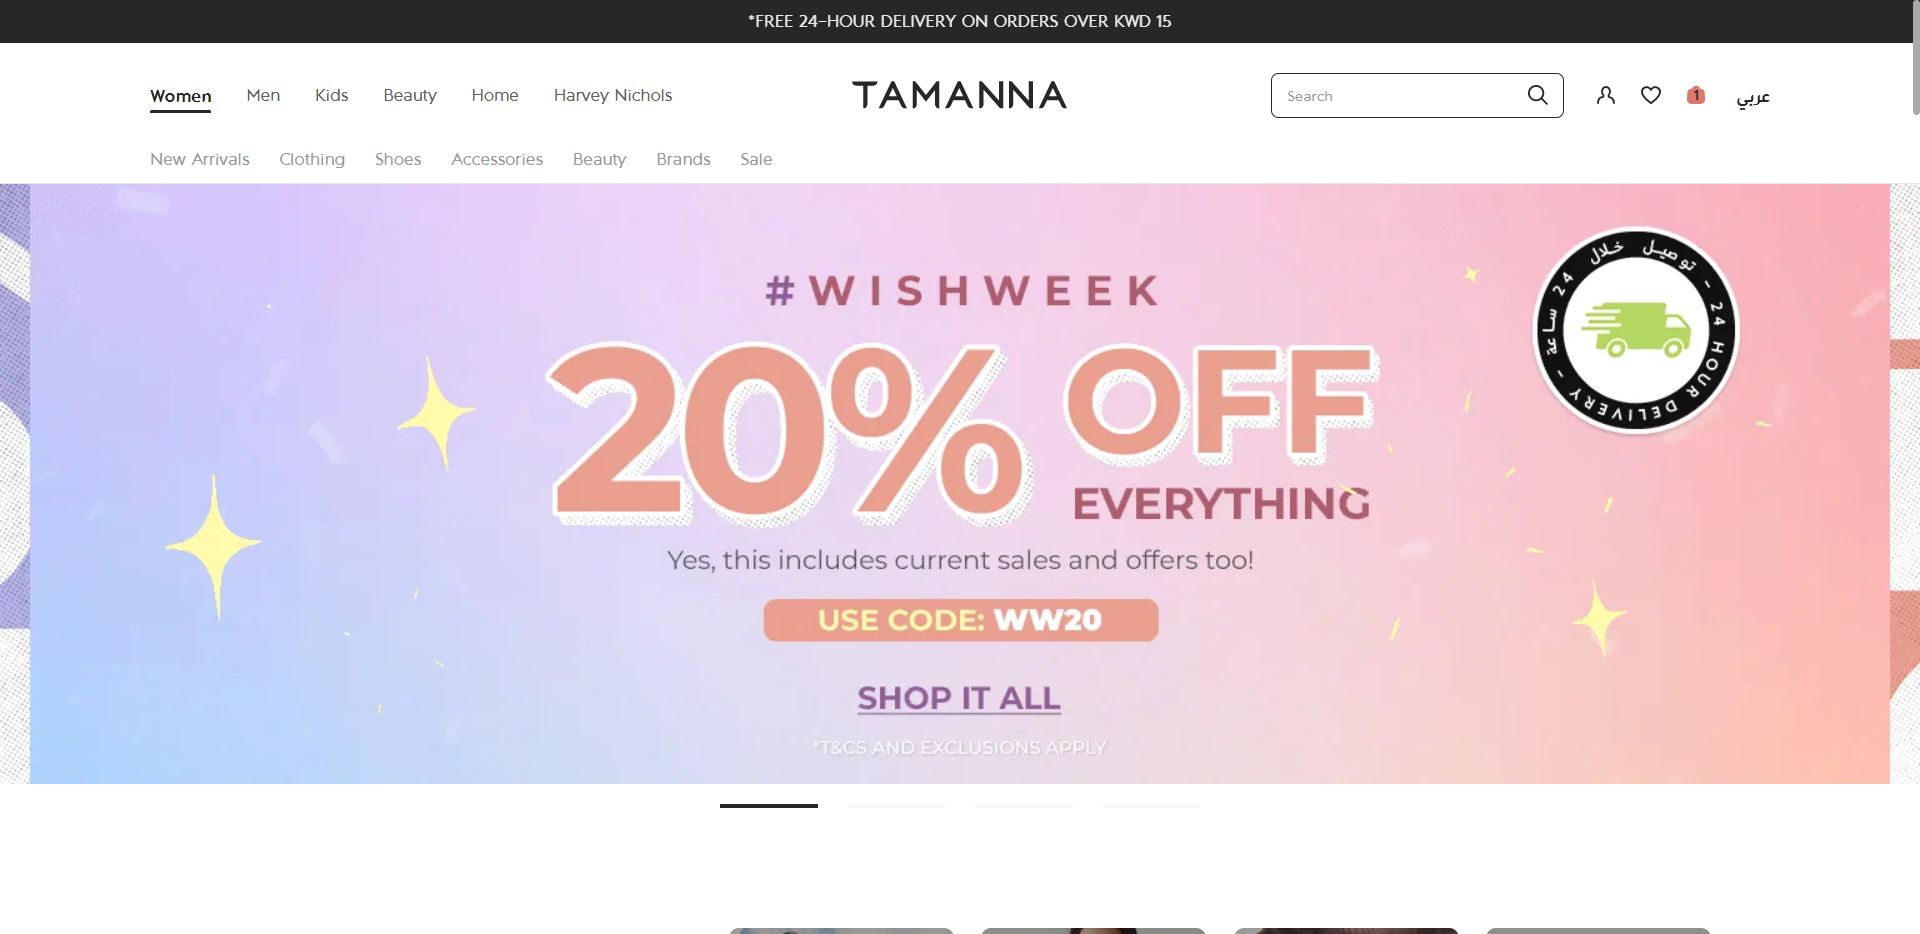 *FREE 24-HOUR DELIVERY ON ORDERS OVER KWD 15
Women Men Kids Beauty Home Harvey Nichols
TAMANNA
Search
1
عربي
New Arrivals Clothing Shoes Accessories Beauty Brands Sale
#WISHWEEK
20% OFF
EVERYTHING
Yes, this includes current sales and offers too!
USE CODE: WW20
SHOP IT ALL
*T&CS AND EXCLUSIONS APPLY
توصيل خلال 24 ساعة - 24 HOUR DELIVERY -